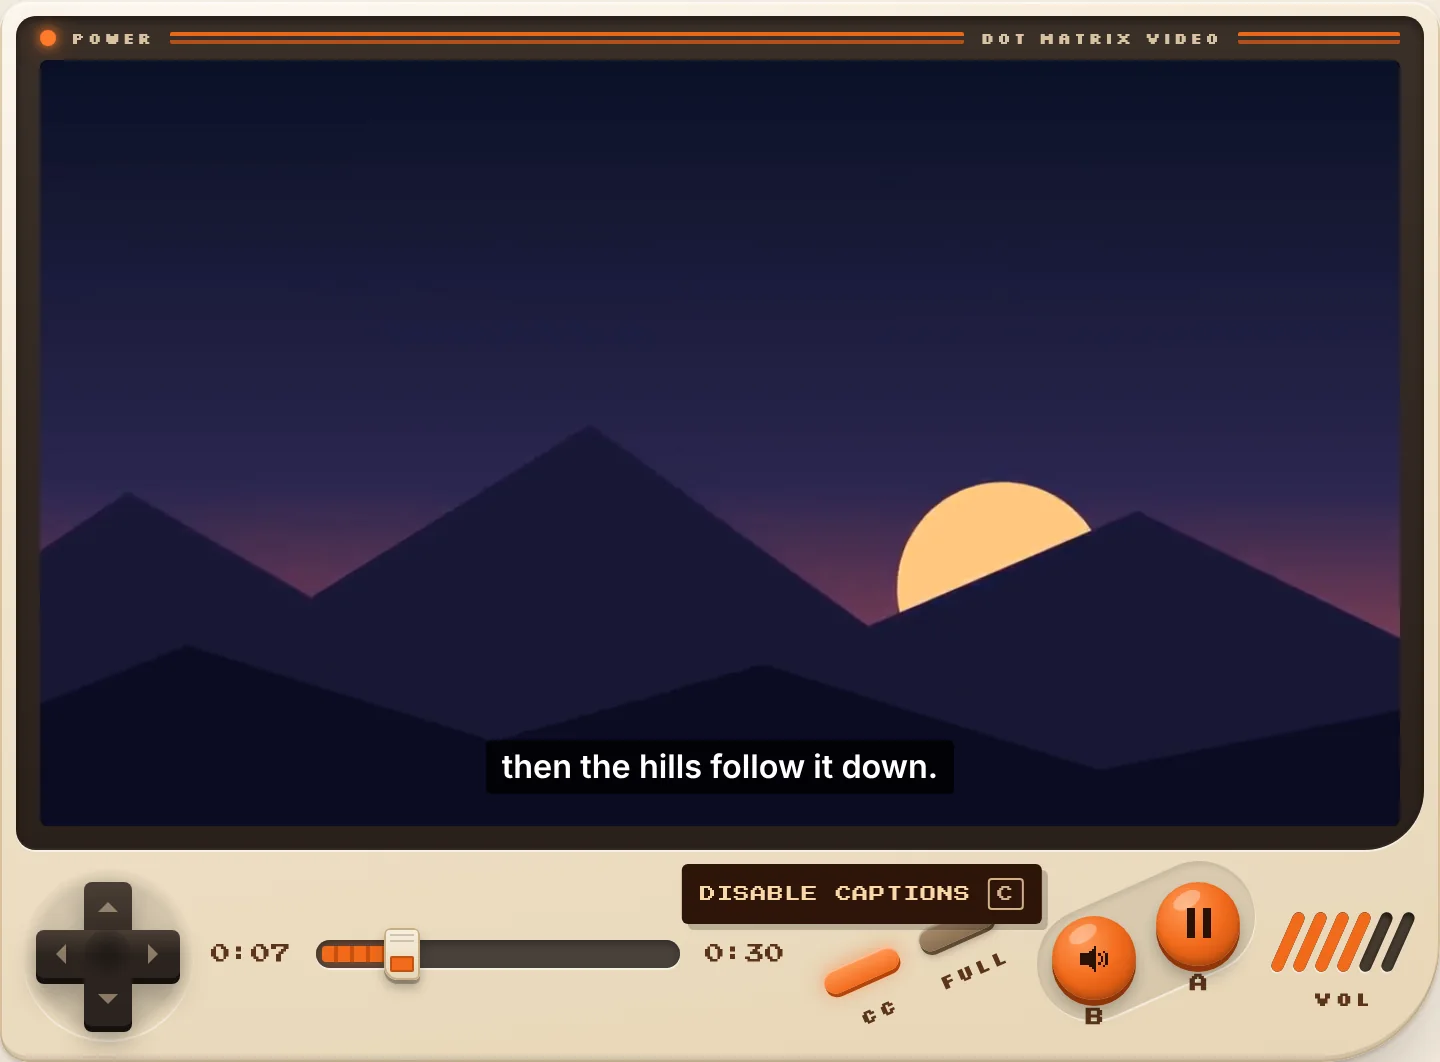 POWER
DOT MATRIX VIDEO
then the hills follow it down.
DISABLE CAPTIONS C
0:07
0:30
CC
FULL
B
A
VOL